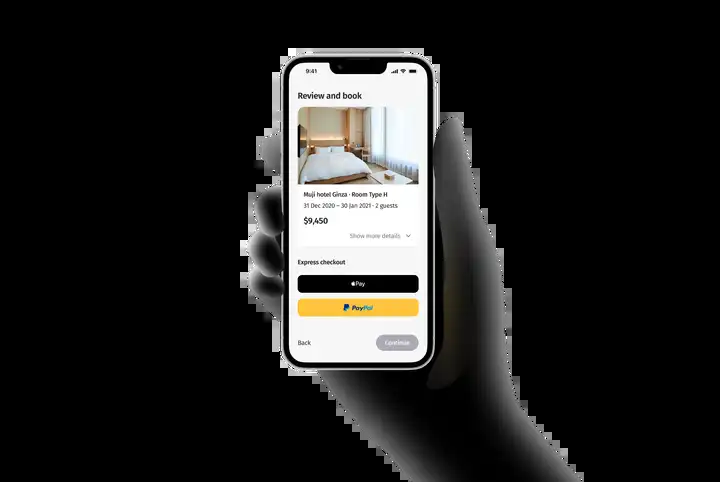 9:41
Review and book
Muji hotel Ginza · Room Type H
31 Dec 2020 – 30 Jan 2021 · 2 guests
$9,450
Show more details
Express checkout
Pay
PayPal
Back
Continue